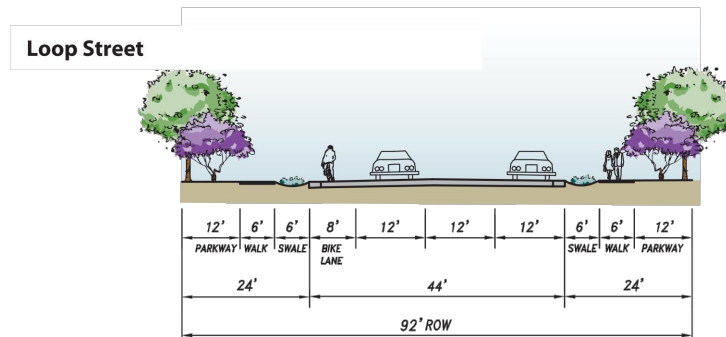 Loop Street
12' 6' 6' 8' 12' 12' 12' 6' 6' 12'
PARKWAY WALK SWALE BIKE LANE SWALE WALK PARKWAY
24' 44' 24'
92' ROW